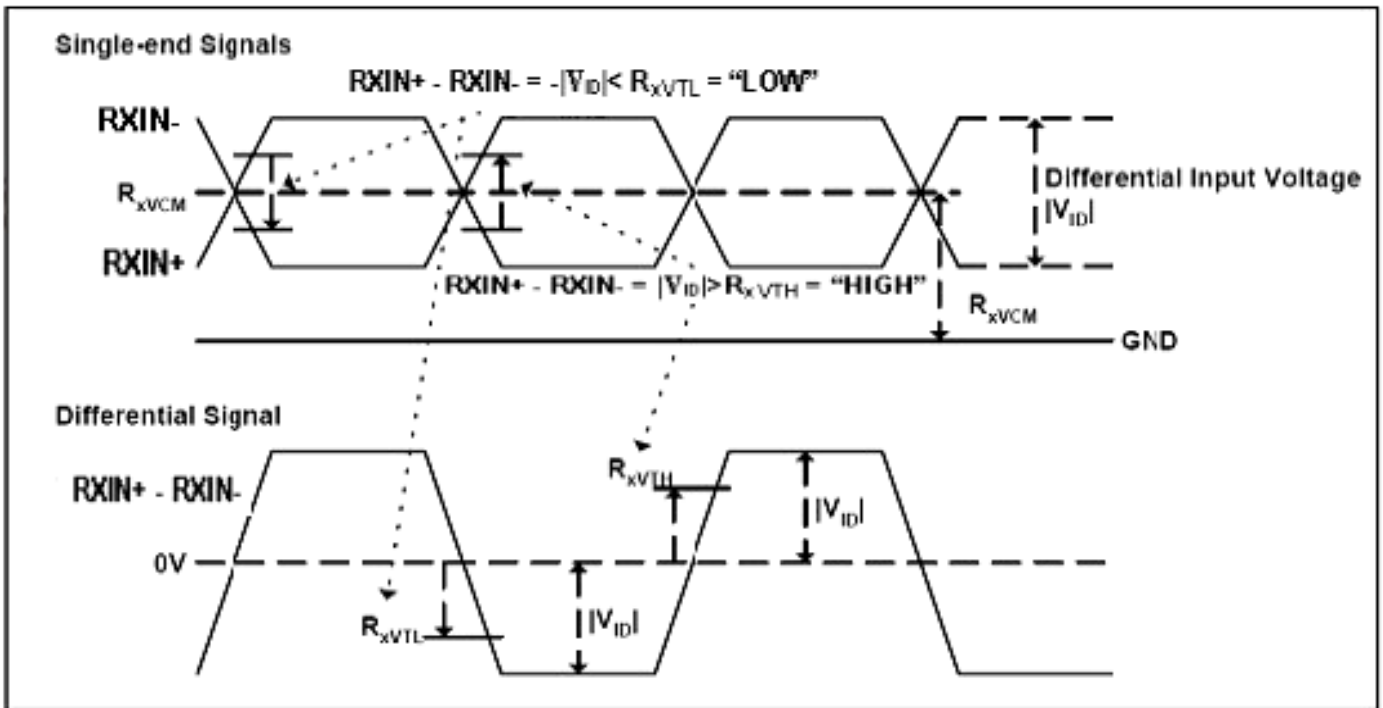 Single-end Signals
RXIN+ - RXIN- = -|VID|< RxVTL = “LOW”
RXIN-
RxVCM
Differential Input Voltage
|VID|
RXIN+
RXIN+ - RXIN- = |VID|> RxVTH = “HIGH”
RxVCM
GND
Differential Signal
RxVTH
RXIN+ - RXIN-
|VID|
0V
RxVTL
|VID|